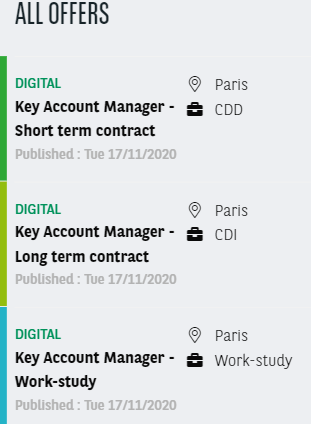 ALL OFFERS
DIGITAL
Key Account Manager -
Short term contract
Published : Tue 17/11/2020
Paris
CDD
DIGITAL
Key Account Manager -
Long term contract
Published : Tue 17/11/2020
Paris
CDI
DIGITAL
Key Account Manager -
Work-study
Published : Tue 17/11/2020
Paris
Work-study